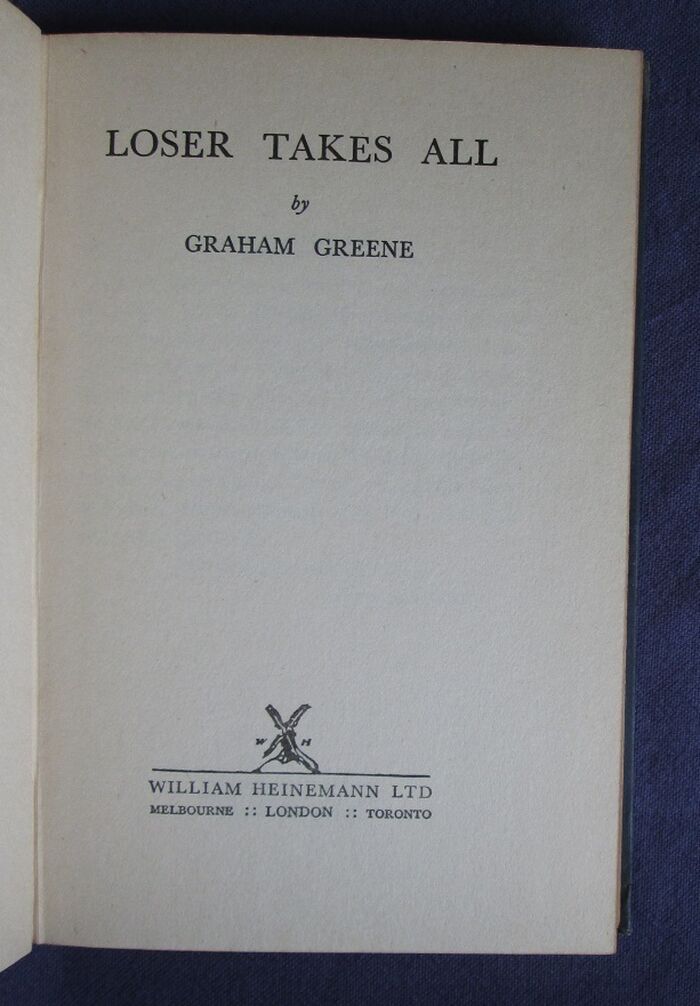 LOSER TAKES ALL
by
GRAHAM GREENE
W H
WILLIAM HEINEMANN LTD
MELBOURNE :: LONDON :: TORONTO